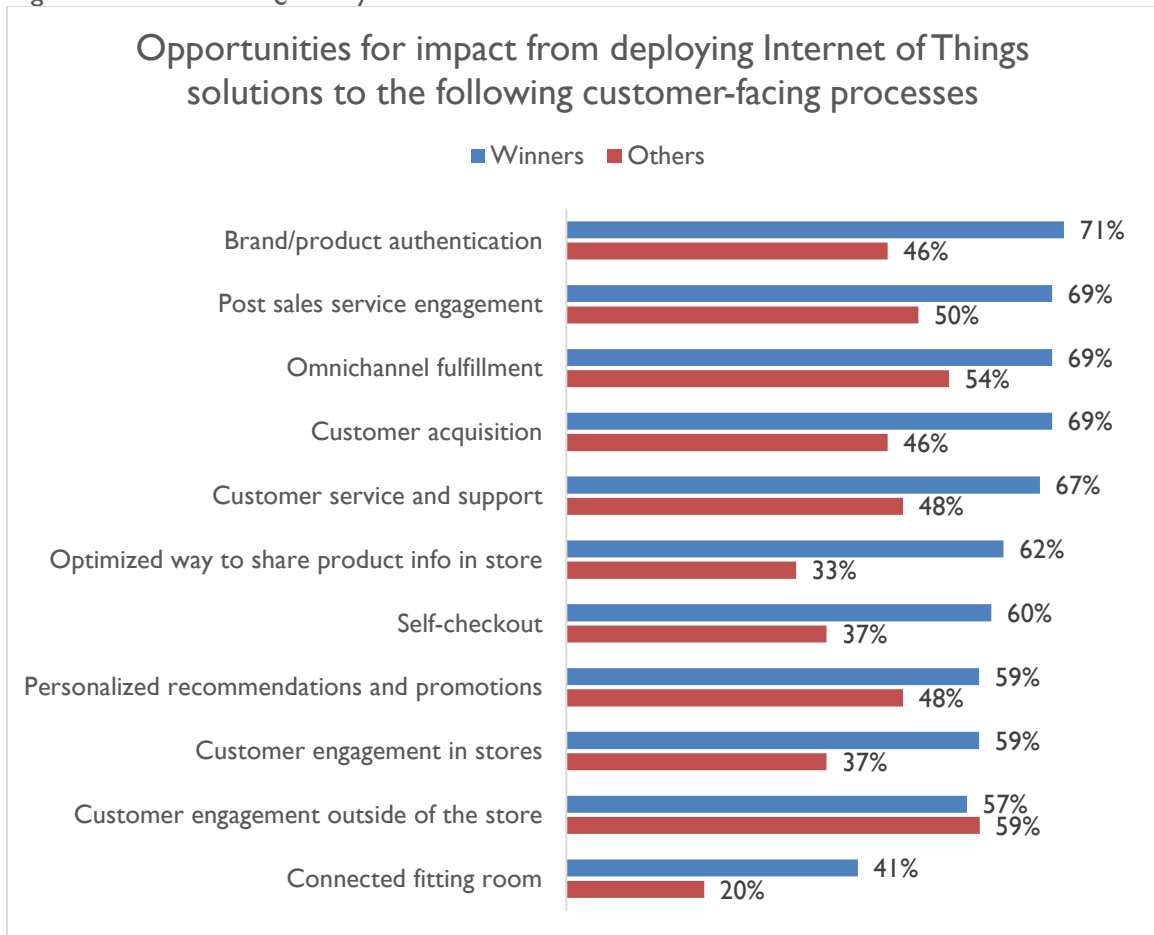 Opportunities for impact from deploying Internet of Things
solutions to the following customer-facing processes
Winners Others
Brand/product authentication 71%
46%
Post sales service engagement 69%
50%
Omnichannel fulfillment 69%
54%
Customer acquisition 69%
46%
Customer service and support 67%
48%
Optimized way to share product info in store 62%
33%
Self-checkout 60%
37%
Personalized recommendations and promotions 59%
48%
Customer engagement in stores 59%
37%
Customer engagement outside of the store 57%
59%
Connected fitting room 41%
20%